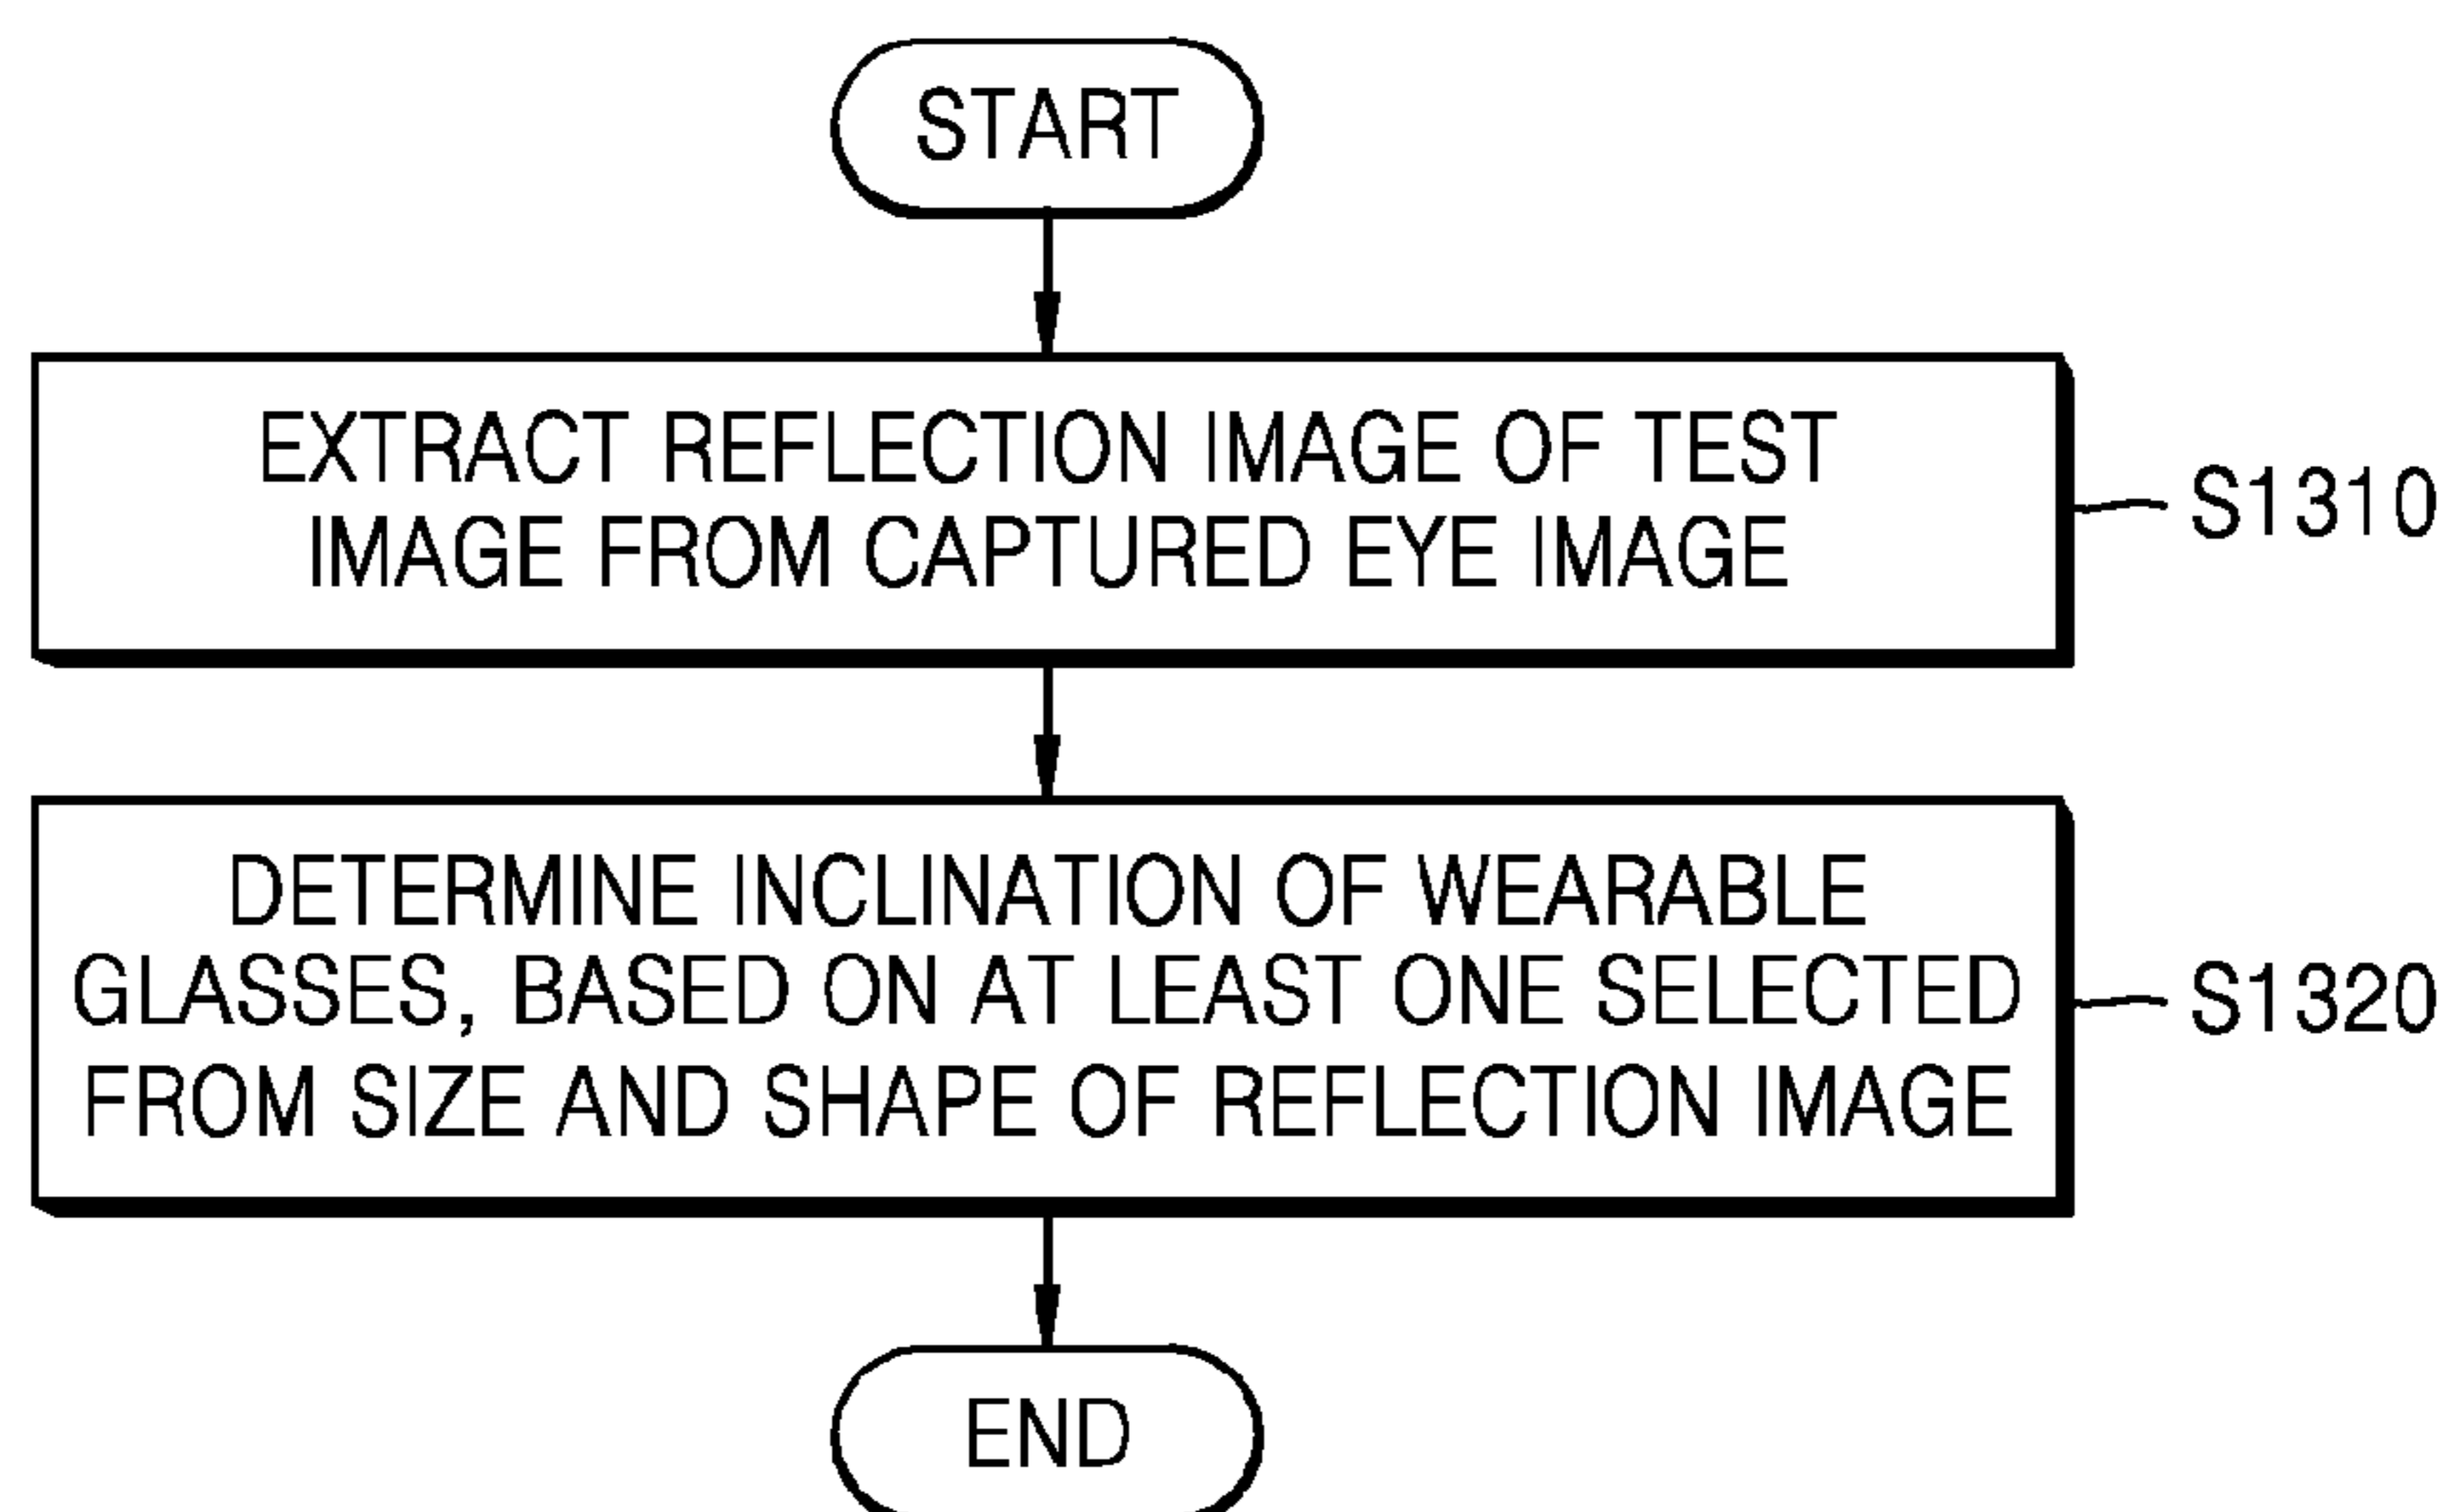 START
EXTRACT REFLECTION IMAGE OF TEST
IMAGE FROM CAPTURED EYE IMAGE
S1310
DETERMINE INCLINATION OF WEARABLE
GLASSES, BASED ON AT LEAST ONE SELECTED
FROM SIZE AND SHAPE OF REFLECTION IMAGE
S1320
END